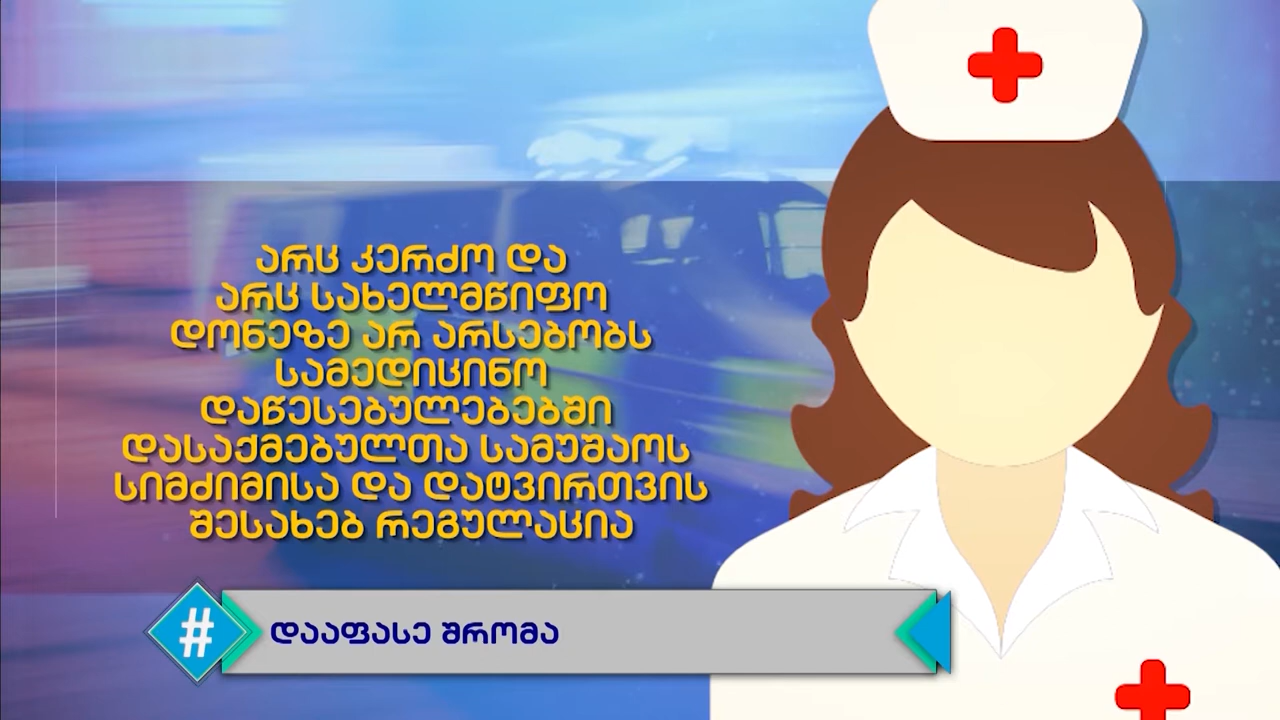 არც კერძო და
არც სახელმწიფო
დონეზე არ არსებობს
სამედიცინო
დაწესებულებებში
დასაქმებულთა სამუშაოს
სიმძიმისა და დატვირთვის
შესახებ რეგულაცია
# დააფასე შრომა